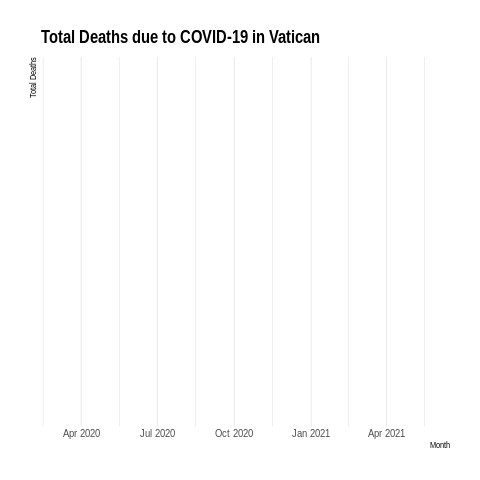 Total Deaths due to COVID-19 in Vatican
Total Deaths
Apr 2020 Jul 2020 Oct 2020 Jan 2021 Apr 2021
Month